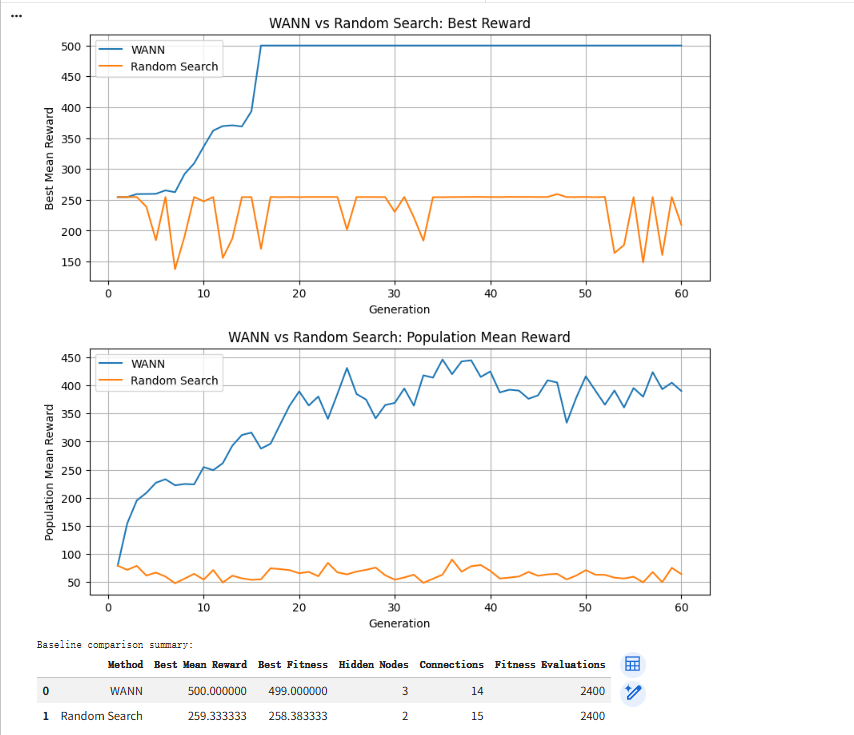 ...
WANN vs Random Search: Best Reward
500
450
400
350
300
250
200
150
Best Mean Reward
WANN
Random Search
0 10 20 30 40 50 60
Generation
WANN vs Random Search: Population Mean Reward
450
400
350
300
250
200
150
100
50
Population Mean Reward
WANN
Random Search
0 10 20 30 40 50 60
Generation
Baseline comparison summary:
Method Best Mean Reward Best Fitness Hidden Nodes Connections Fitness Evaluations
0 WANN 500.000000 499.000000 3 14 2400
1 Random Search 259.333333 258.383333 2 15 2400